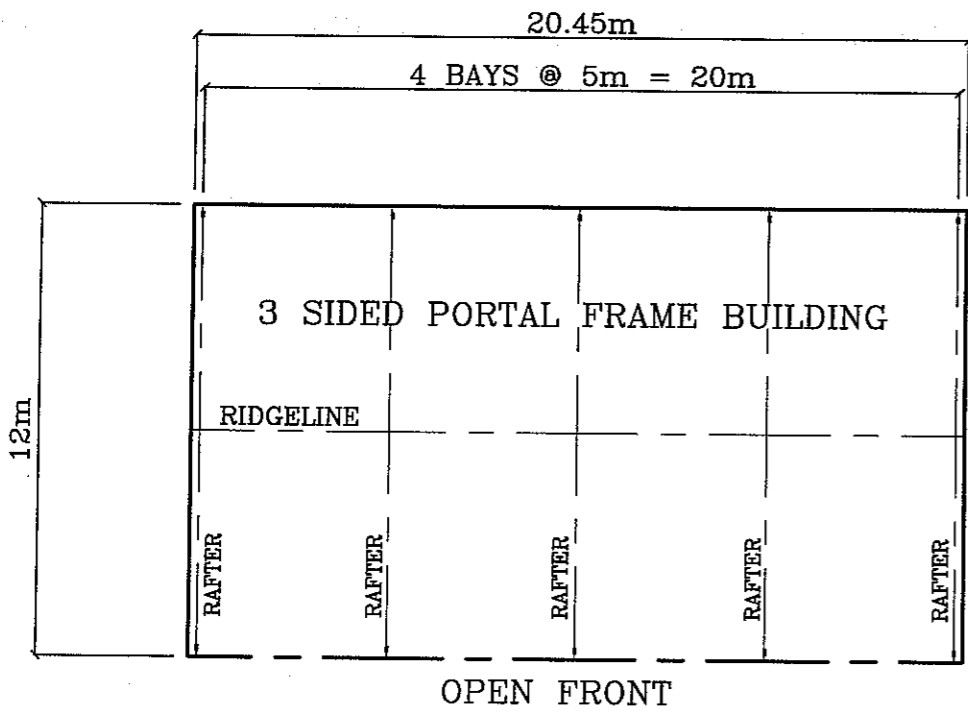 20.45m
4 BAYS @ 5m = 20m
3 SIDED PORTAL FRAME BUILDING
12m
RIDGELINE
RAFTER
RAFTER
RAFTER
RAFTER
RAFTER
OPEN FRONT